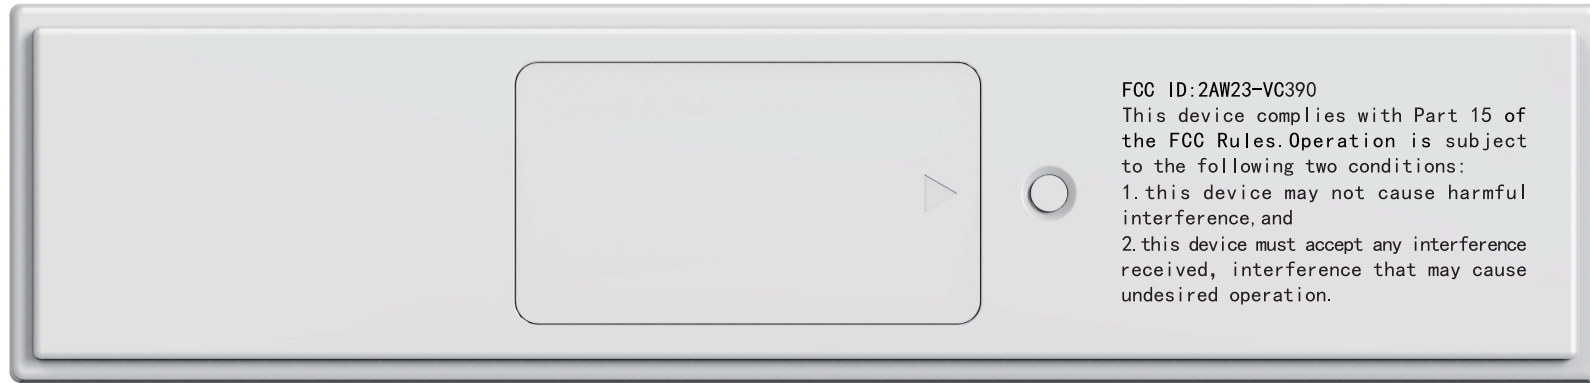 FCC ID:2AW23-VC390
This device complies with Part 15 of
the FCC Rules.Operation is subject
to the following two conditions:
1.this device may not cause harmful
interference,and
2.this device must accept any interference
received, interference that may cause
undesired operation.